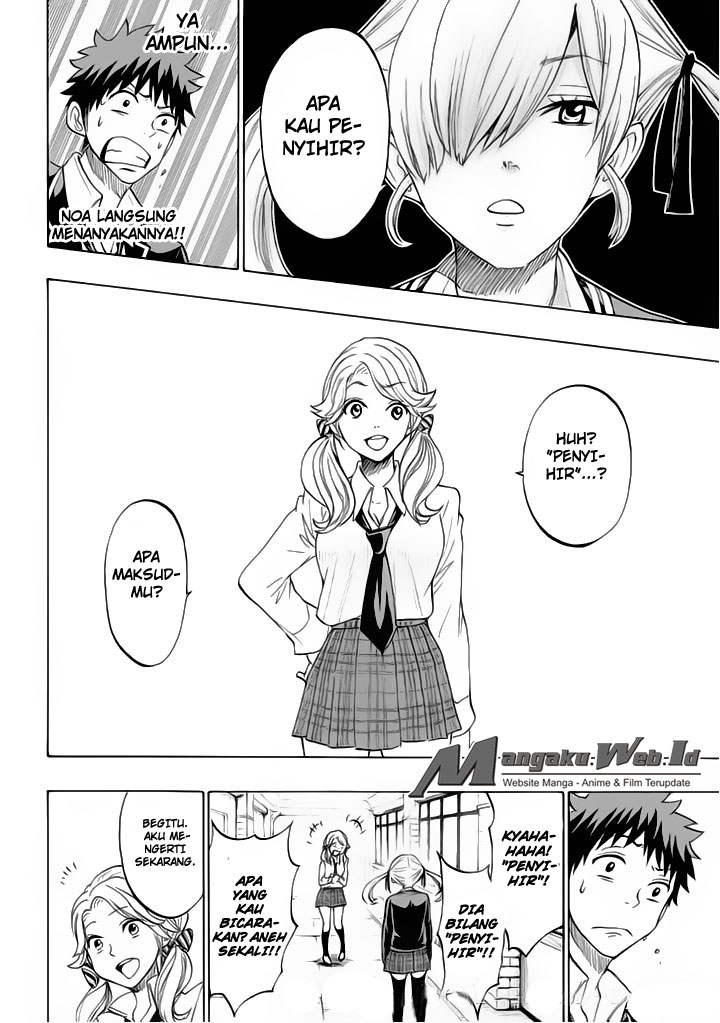 APA
KAU PE-
NYIHIR?
YA
AMPUN...
NOA LANGSUNG
MENANYAKANNYA!!
HUH?
"PENYI-
HIR"...?
APA
MAKSUD-
MU?
Mangaku.Web.Id
Website Manga - Anime & Film Terupdate
KYAHA-
HAHA!
"PENYI-
HIR"!
DIA
BILANG
"PENYI-
HIR"!!
APA
YANG
KAU
BICARA-
KAN? ANEH
SEKALI!!
BEGITU.
AKU ME-
NGERTI
SEKARANG.